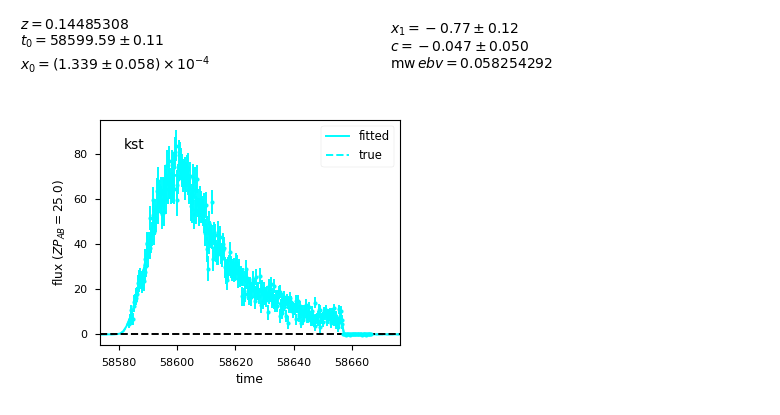 z = 0.14485308
t₀ = 58599.59 ± 0.11
x₀ = (1.339 ± 0.058) × 10⁻⁴
x₁ = −0.77 ± 0.12
c = −0.047 ± 0.050
mw ebv = 0.058254292
kst
fitted
true
flux (ZP_AB = 25.0)
80
60
40
20
0
58580 58600 58620 58640 58660
time